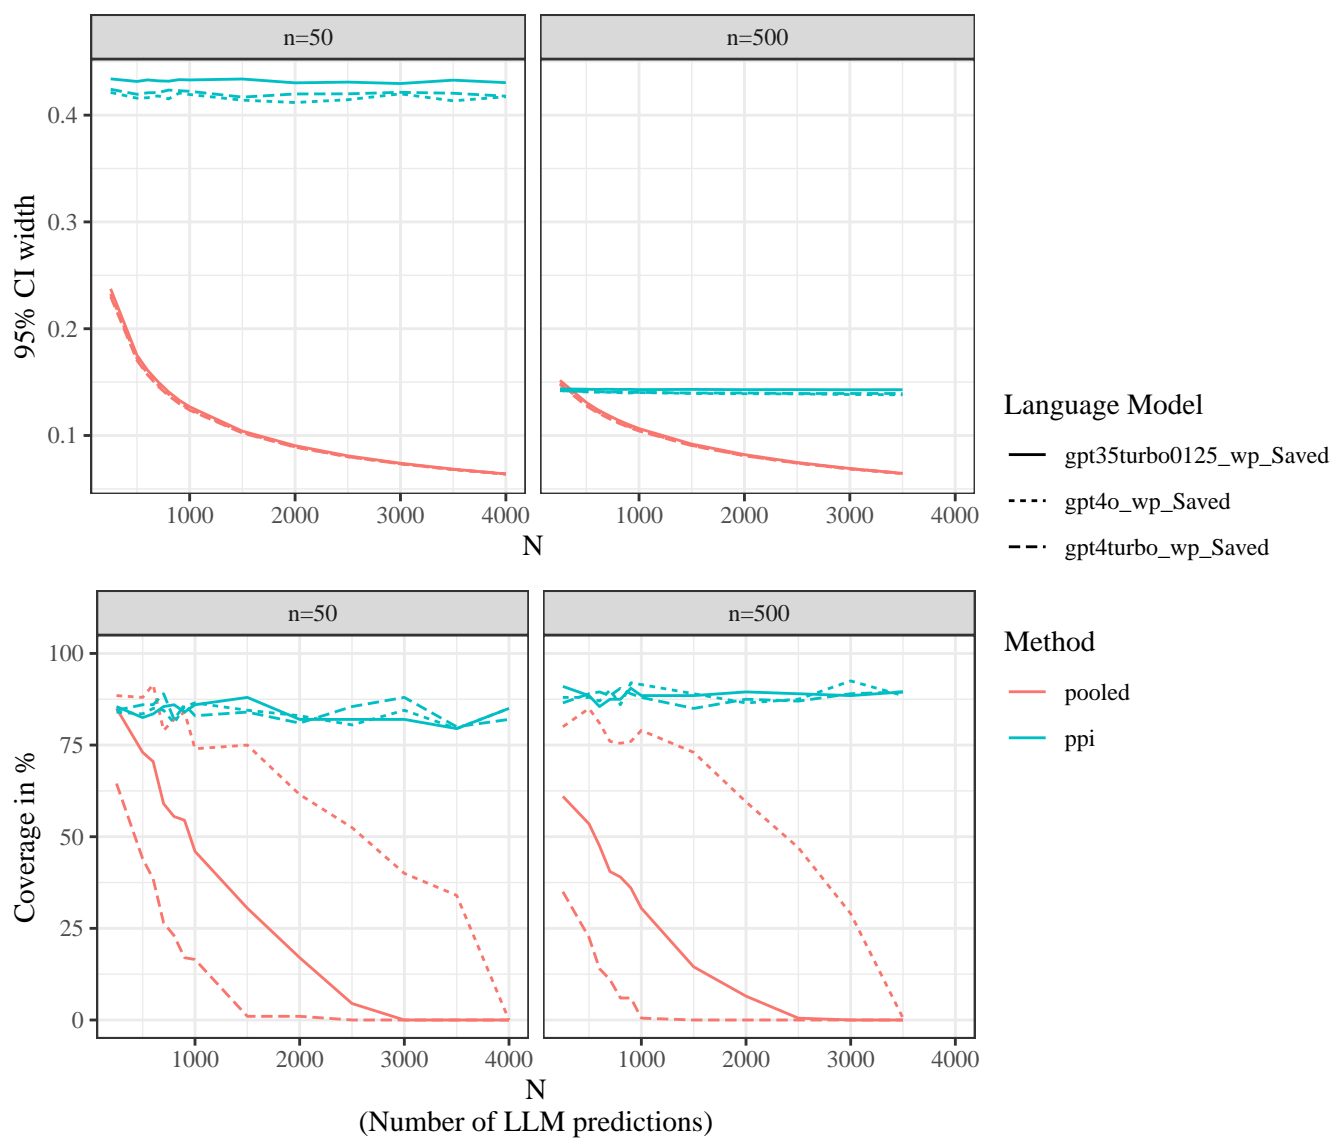 n=50
n=500
0.4
0.3
0.2
0.1
95% CI width
1000
2000
3000
4000
1000
2000
3000
4000
N
Language Model
gpt35turbo0125_wp_Saved
gpt4o_wp_Saved
gpt4turbo_wp_Saved
Method
pooled
ppi
n=50
n=500
100
75
50
25
0
Coverage in %
1000
2000
3000
4000
1000
2000
3000
4000
N
(Number of LLM predictions)